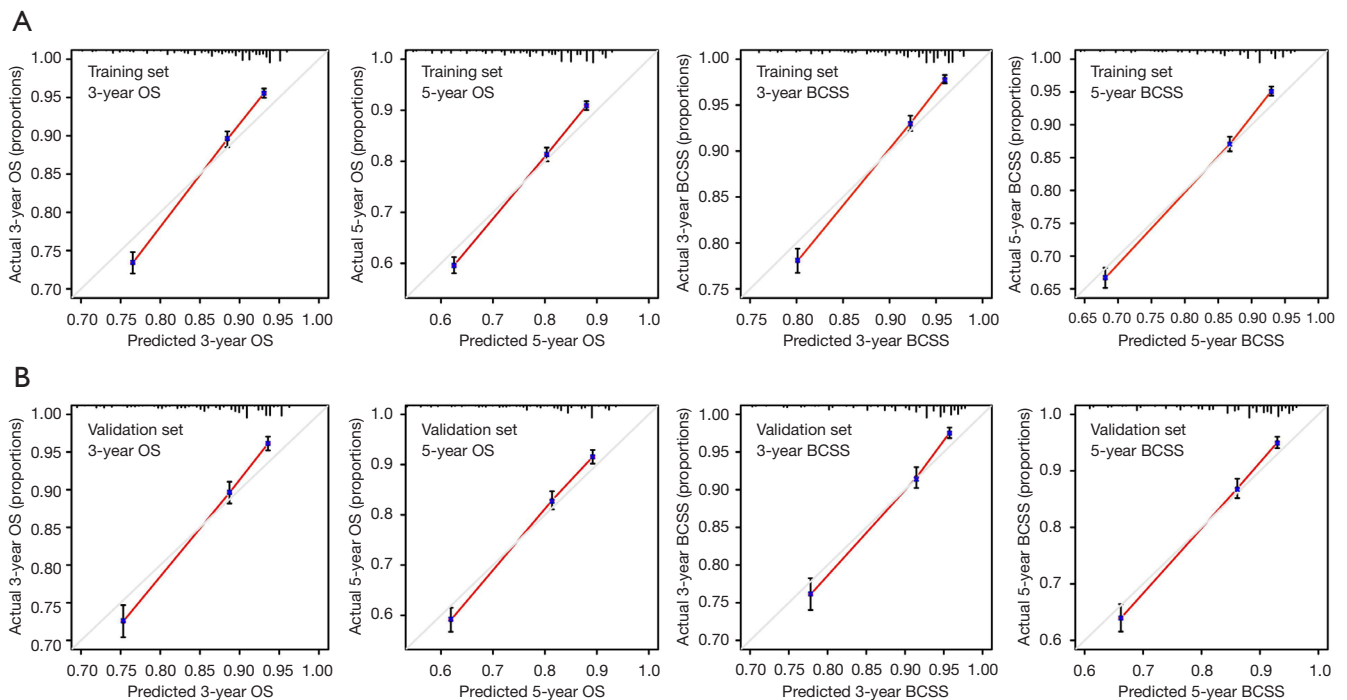 A
Training set
3-year OS
Actual 3-year OS (proportions)
1.00
0.95
0.90
0.85
0.80
0.75
0.70
0.70 0.75 0.80 0.85 0.90 0.95 1.00
Predicted 3-year OS
Training set
5-year OS
Actual 5-year OS (proportions)
1.0
0.9
0.8
0.7
0.6
0.6 0.7 0.8 0.9 1.0
Predicted 5-year OS
Training set
3-year BCSS
Actual 3-year BCSS (proportions)
1.00
0.95
0.90
0.85
0.80
0.75
0.75 0.80 0.85 0.90 0.95 1.00
Predicted 3-year BCSS
Training set
5-year BCSS
Actual 5-year BCSS (proportions)
1.00
0.95
0.90
0.85
0.80
0.75
0.70
0.65
0.65 0.70 0.75 0.80 0.85 0.90 0.95 1.00
Predicted 5-year BCSS
B
Validation set
3-year OS
Actual 3-year OS (proportions)
1.00
0.95
0.90
0.85
0.80
0.75
0.70
0.70 0.75 0.80 0.85 0.90 0.95 1.00
Predicted 3-year OS
Validation set
5-year OS
Actual 5-year OS (proportions)
1.0
0.9
0.8
0.7
0.6
0.6 0.7 0.8 0.9 1.0
Predicted 5-year OS
Validation set
3-year BCSS
Actual 3-year BCSS (proportions)
1.00
0.95
0.90
0.85
0.80
0.75
0.70
0.70 0.75 0.80 0.85 0.90 0.95 1.00
Predicted 3-year BCSS
Validation set
5-year BCSS
Actual 5-year BCSS (proportions)
1.0
0.9
0.8
0.7
0.6
0.6 0.7 0.8 0.9 1.0
Predicted 5-year BCSS